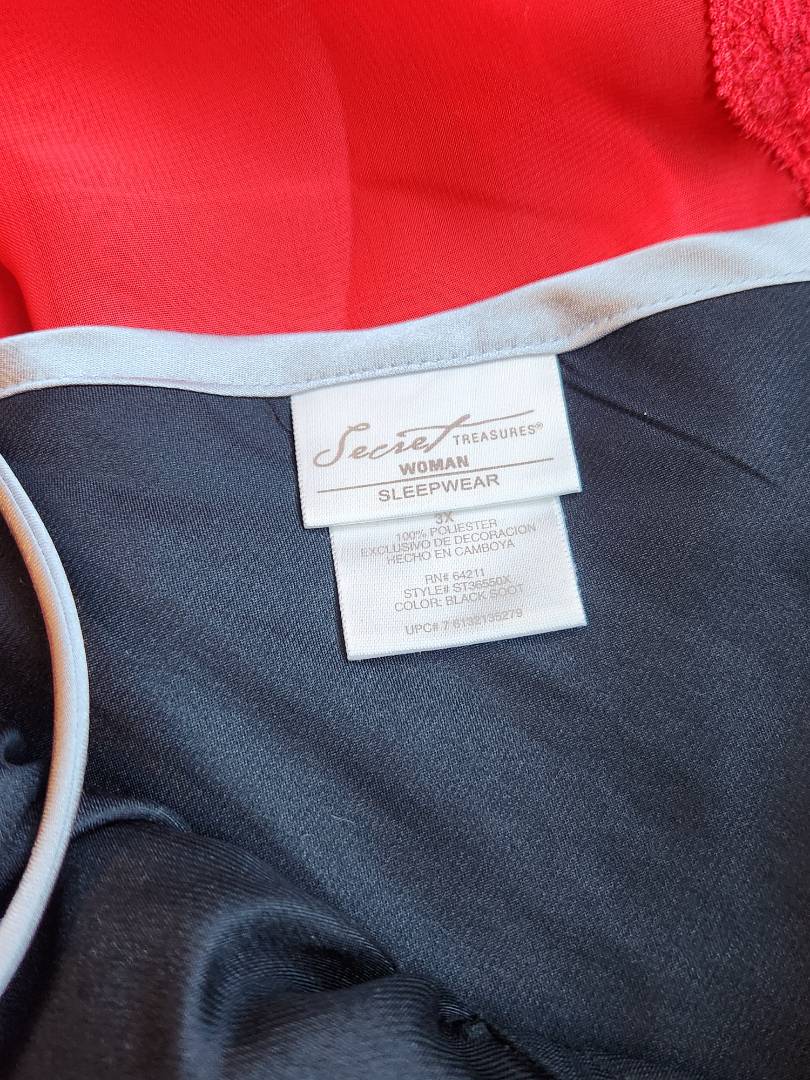 Secret TREASURES®
WOMAN
SLEEPWEAR
3X
100% POLIESTER
EXCLUSIVO DE DECORACION
HECHO EN CAMBOYA
RN# 64211
STYLE# ST36550X
COLOR: BLACK SOOT
UPC# 7 6132135279